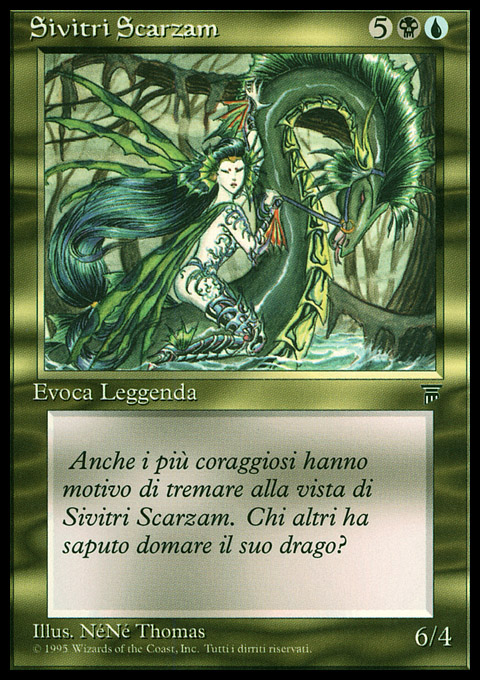 Sivitri Scarzam 5
Evoca Leggenda
Anche i più coraggiosi hanno
motivo di tremare alla vista di
Sivitri Scarzam. Chi altri ha
saputo domare il suo drago?
Illus. NéNé Thomas
© 1995 Wizards of the Coast, Inc. Tutti i diritti riservati.
6/4